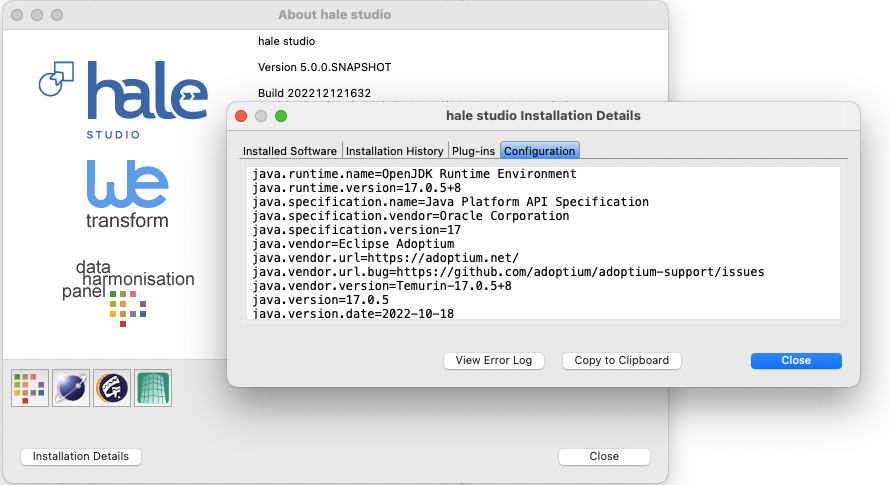 About hale studio
hale
STUDIO
we
transform
data
harmonisation
panel
hale studio
Version 5.0.0.SNAPSHOT
Build 202212121632
hale studio Installation Details
Installed Software
Installation History
Plug-ins
Configuration
java.runtime.name=OpenJDK Runtime Environment
java.runtime.version=17.0.5+8
java.specification.name=Java Platform API Specification
java.specification.vendor=Oracle Corporation
java.specification.version=17
java.vendor=Eclipse Adoptium
java.vendor.url=https://adoptium.net/
java.vendor.url.bug=https://github.com/adoptium/adoptium-support/issues
java.vendor.version=Temurin-17.0.5+8
java.version=17.0.5
java.version.date=2022-10-18
View Error Log
Copy to Clipboard
Close
Installation Details
Close